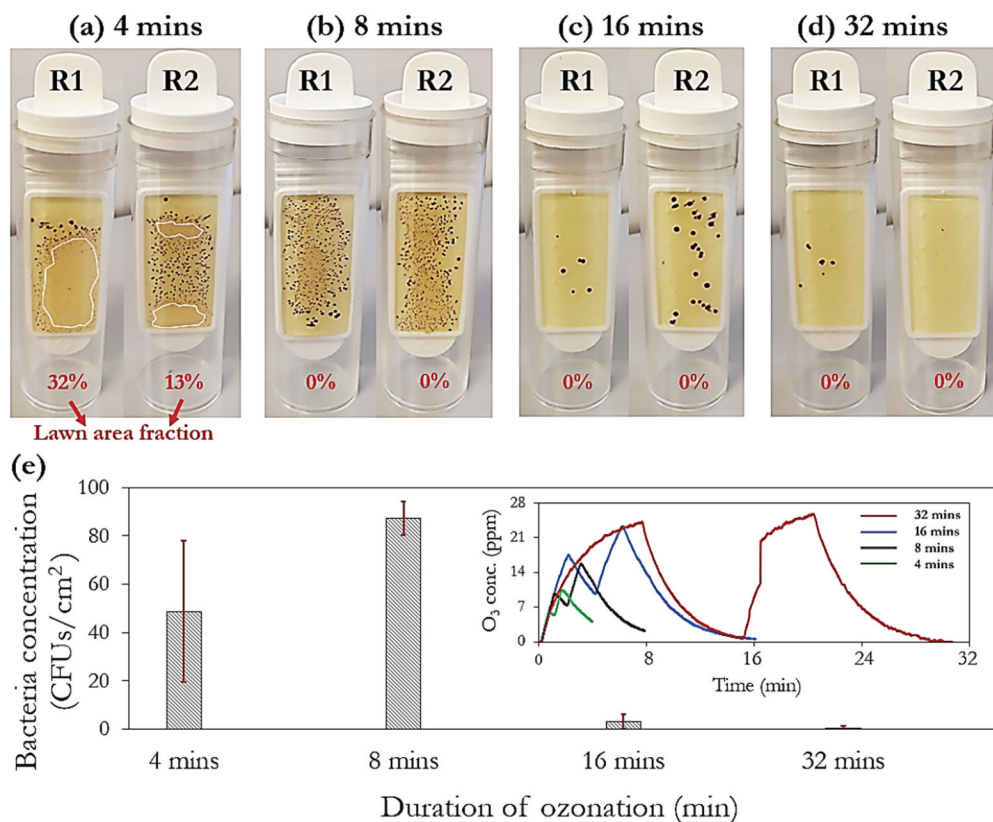 (a) 4 mins
(b) 8 mins
(c) 16 mins
(d) 32 mins
R1
R2
R1
R2
R1
R2
R1
R2
32%
13%
0%
0%
0%
0%
0%
0%
Lawn area fraction
(e)
Bacteria concentration
(CFUs/cm²)
100
80
60
40
20
0
4 mins
8 mins
16 mins
32 mins
Duration of ozonation (min)
O₃ conc. (ppm)
28
21
14
7
0
0
8
16
24
32
Time (min)
32 mins
16 mins
8 mins
4 mins